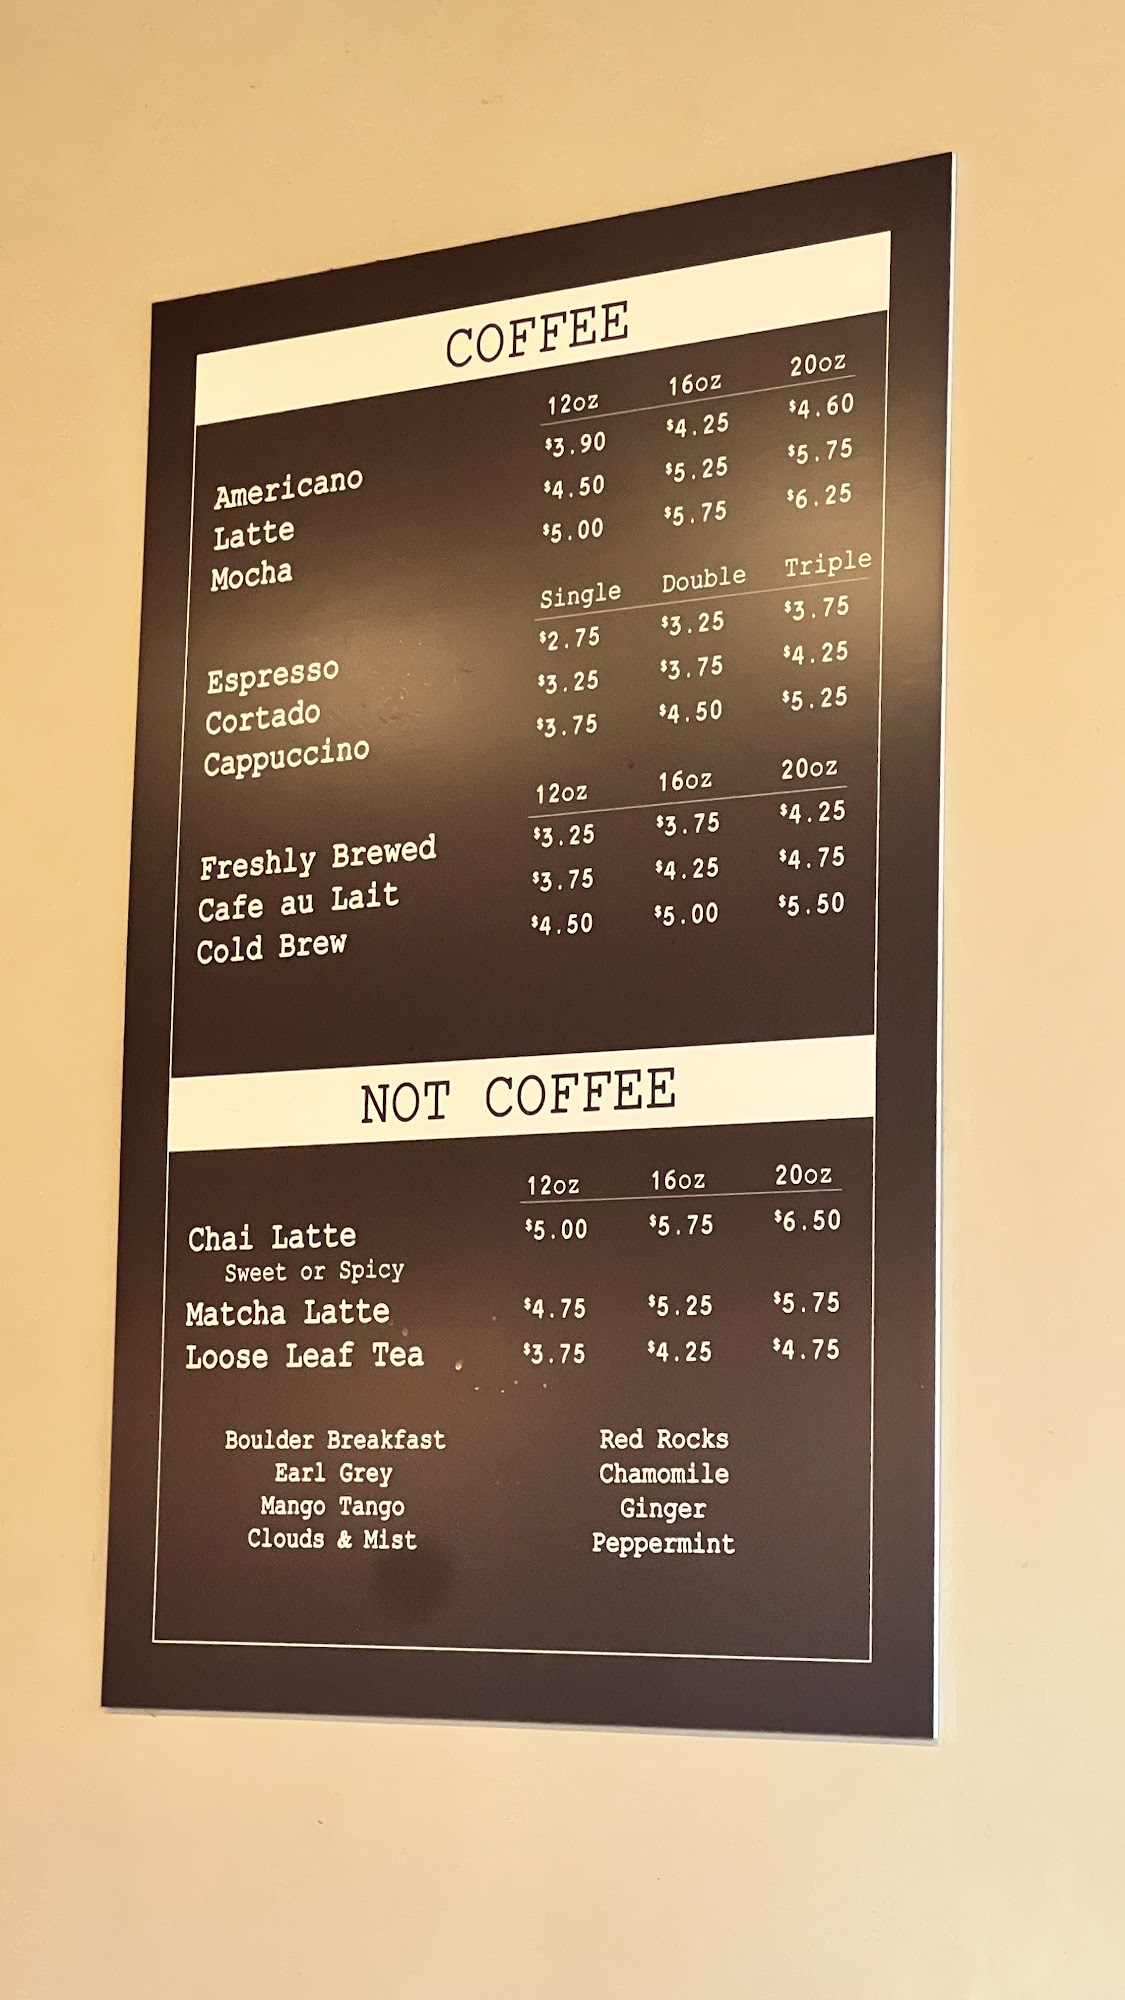 COFFEE
12oz 16oz 20oz
Americano $3.90 $4.25 $4.60
Latte $4.50 $5.25 $5.75
Mocha $5.00 $5.75 $6.25
Single Double Triple
Espresso $2.75 $3.25 $3.75
Cortado $3.25 $3.75 $4.25
Cappuccino $3.75 $4.50 $5.25
12oz 16oz 20oz
Freshly Brewed $3.25 $3.75 $4.25
Cafe au Lait $3.75 $4.25 $4.75
Cold Brew $4.50 $5.00 $5.50
NOT COFFEE
12oz 16oz 20oz
Chai Latte $5.00 $5.75 $6.50
Sweet or Spicy
Matcha Latte $4.75 $5.25 $5.75
Loose Leaf Tea $3.75 $4.25 $4.75
Boulder Breakfast
Earl Grey
Mango Tango
Clouds & Mist
Red Rocks
Chamomile
Ginger
Peppermint